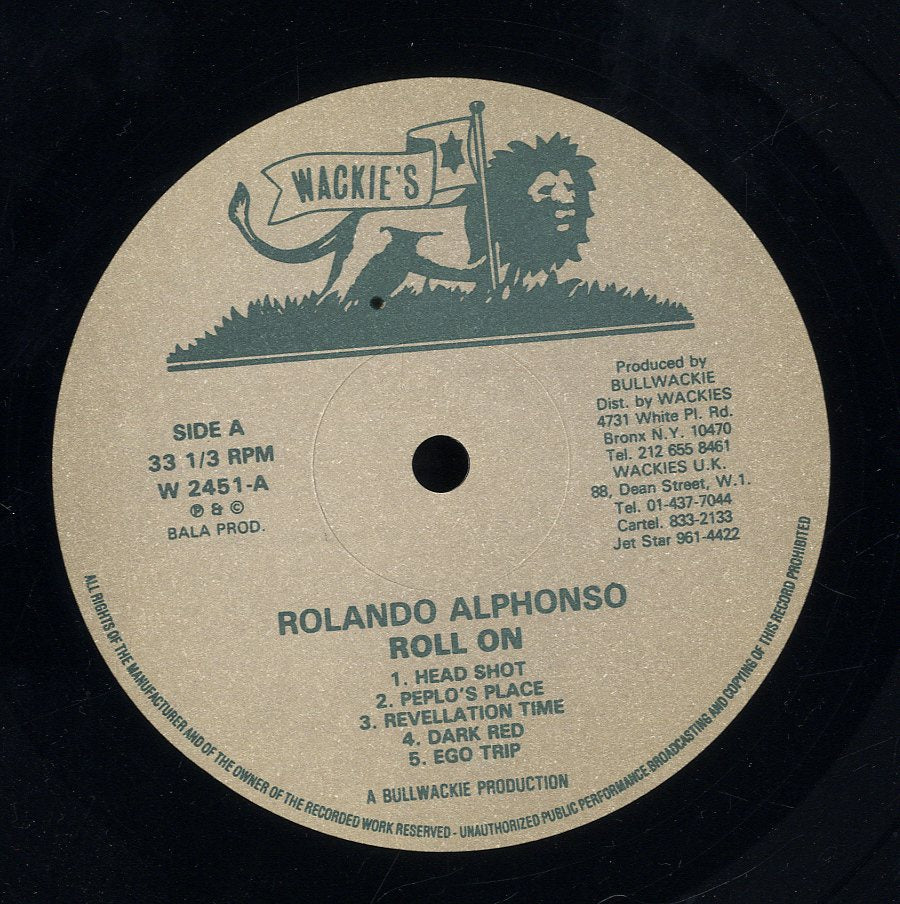 WACKIE'S
SIDE A
33 1/3 RPM
W 2451-A
℗ & ©
BALA PROD.
Produced by
BULLWACKIE
Dist. by WACKIES
4731 White Pl. Rd.
Bronx N.Y. 10470
Tel. 212 655 8461
WACKIES U.K.
88, Dean Street, W.1.
Tel. 01-437-7044
Cartel. 833-2133
Jet Star 961-4422
ROLANDO ALPHONSO
ROLL ON
1. HEAD SHOT
2. PEPLO'S PLACE
3. REVELLATION TIME
4. DARK RED
5. EGO TRIP
A BULLWACKIE PRODUCTION
ALL RIGHTS OF THE MANUFACTURER AND OF THE OWNER OF THE RECORDED WORK RESERVED - UNAUTHORIZED PUBLIC PERFORMANCE BROADCASTING AND COPYING OF THIS RECORD PROHIBITED